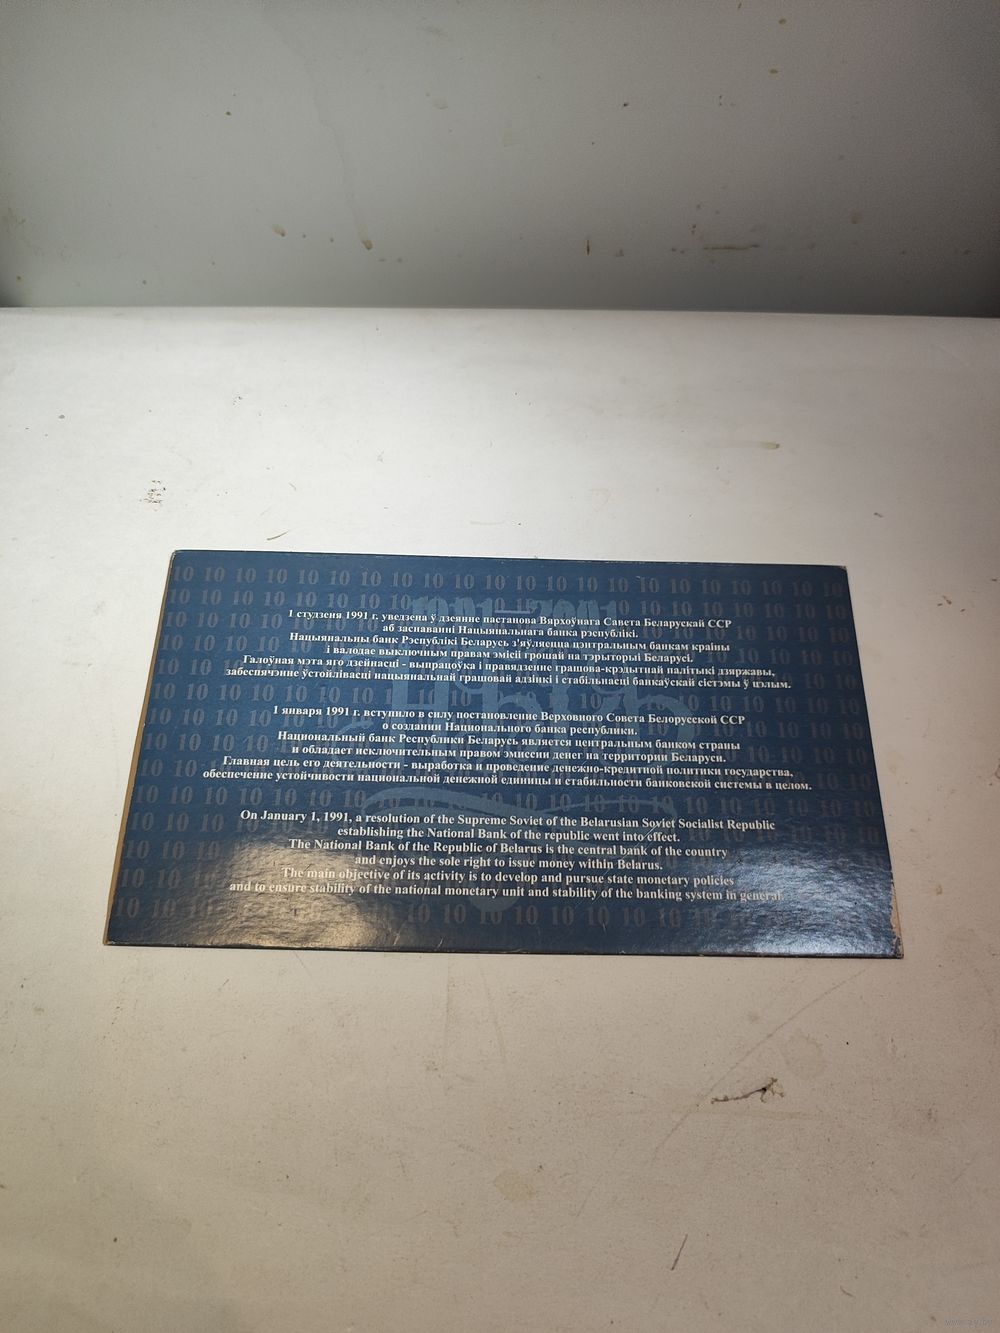 1991–2001
1 студзеня 1991 г. уведзена ў дзеянне пастанова Вярхоўнага Савета Беларускай ССР
аб заснаванні Нацыянальнага банка рэспублікі.
Нацыянальны банк Рэспублікі Беларусь з'яўляецца цэнтральным банкам краіны
і валодае выключным правам эмісіі грошай на тэрыторыі Беларусі.
Галоўная мэта яго дзейнасці - выпрацоўка і правядзенне грашова-крэдытнай палітыкі дзяржавы,
забеспячэнне ўстойлівасці нацыянальнай грашовай адзінкі і стабільнасці банкаўскай сістэмы ў цэлым.
1 января 1991 г. вступило в силу постановление Верховного Совета Белорусской ССР
о создании Национального банка республики.
Национальный банк Республики Беларусь является центральным банком страны
и обладает исключительным правом эмиссии денег на территории Беларуси.
Главная цель его деятельности - выработка и проведение денежно-кредитной политики государства,
обеспечение устойчивости национальной денежной единицы и стабильности банковской системы в целом.
On January 1, 1991, a resolution of the Supreme Soviet of the Belarusian Soviet Socialist Republic
establishing the National Bank of the republic went into effect.
The National Bank of the Republic of Belarus is the central bank of the country
and enjoys the sole right to issue money within Belarus.
The main objective of its activity is to develop and pursue state monetary policies
and to ensure stability of the national monetary unit and stability of the banking system in general.